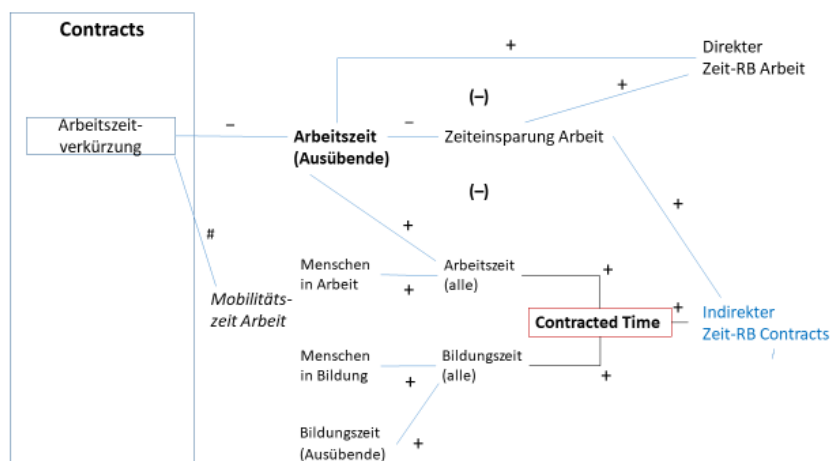 Contracts
+
Direkter
Zeit-RB Arbeit
(–)
+
Arbeitszeit-
verkürzung
–
Arbeitszeit
(Ausübende)
–
Zeiteinsparung Arbeit
(–)
+
+
#
Menschen
in Arbeit
+
Arbeitszeit
(alle)
+
Mobilitäts-
zeit Arbeit
Contracted Time
+
Indirekter
Zeit-RB Contracts
Menschen
in Bildung
+
Bildungszeit
(alle)
+
Bildungszeit
(Ausübende)
+